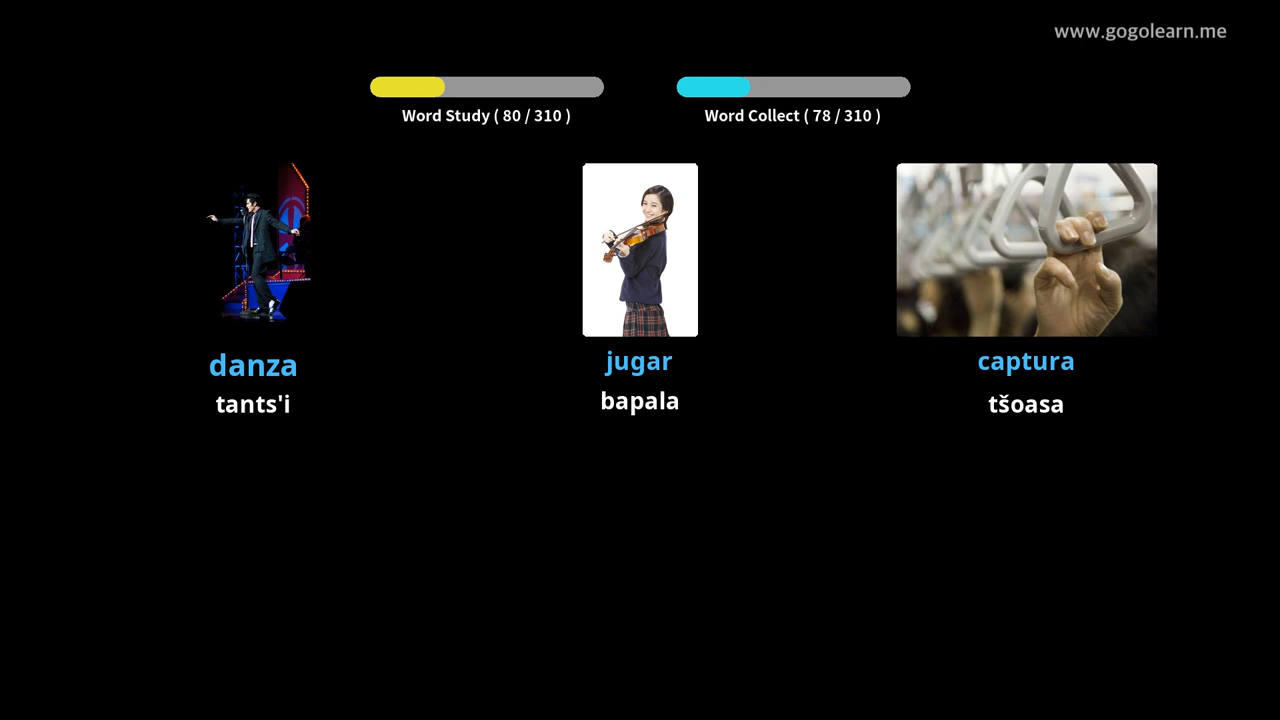 www.gogolearn.me
Word Study ( 80 / 310 )
Word Collect ( 78 / 310 )
danza
tants'i
jugar
bapala
captura
tšoasa